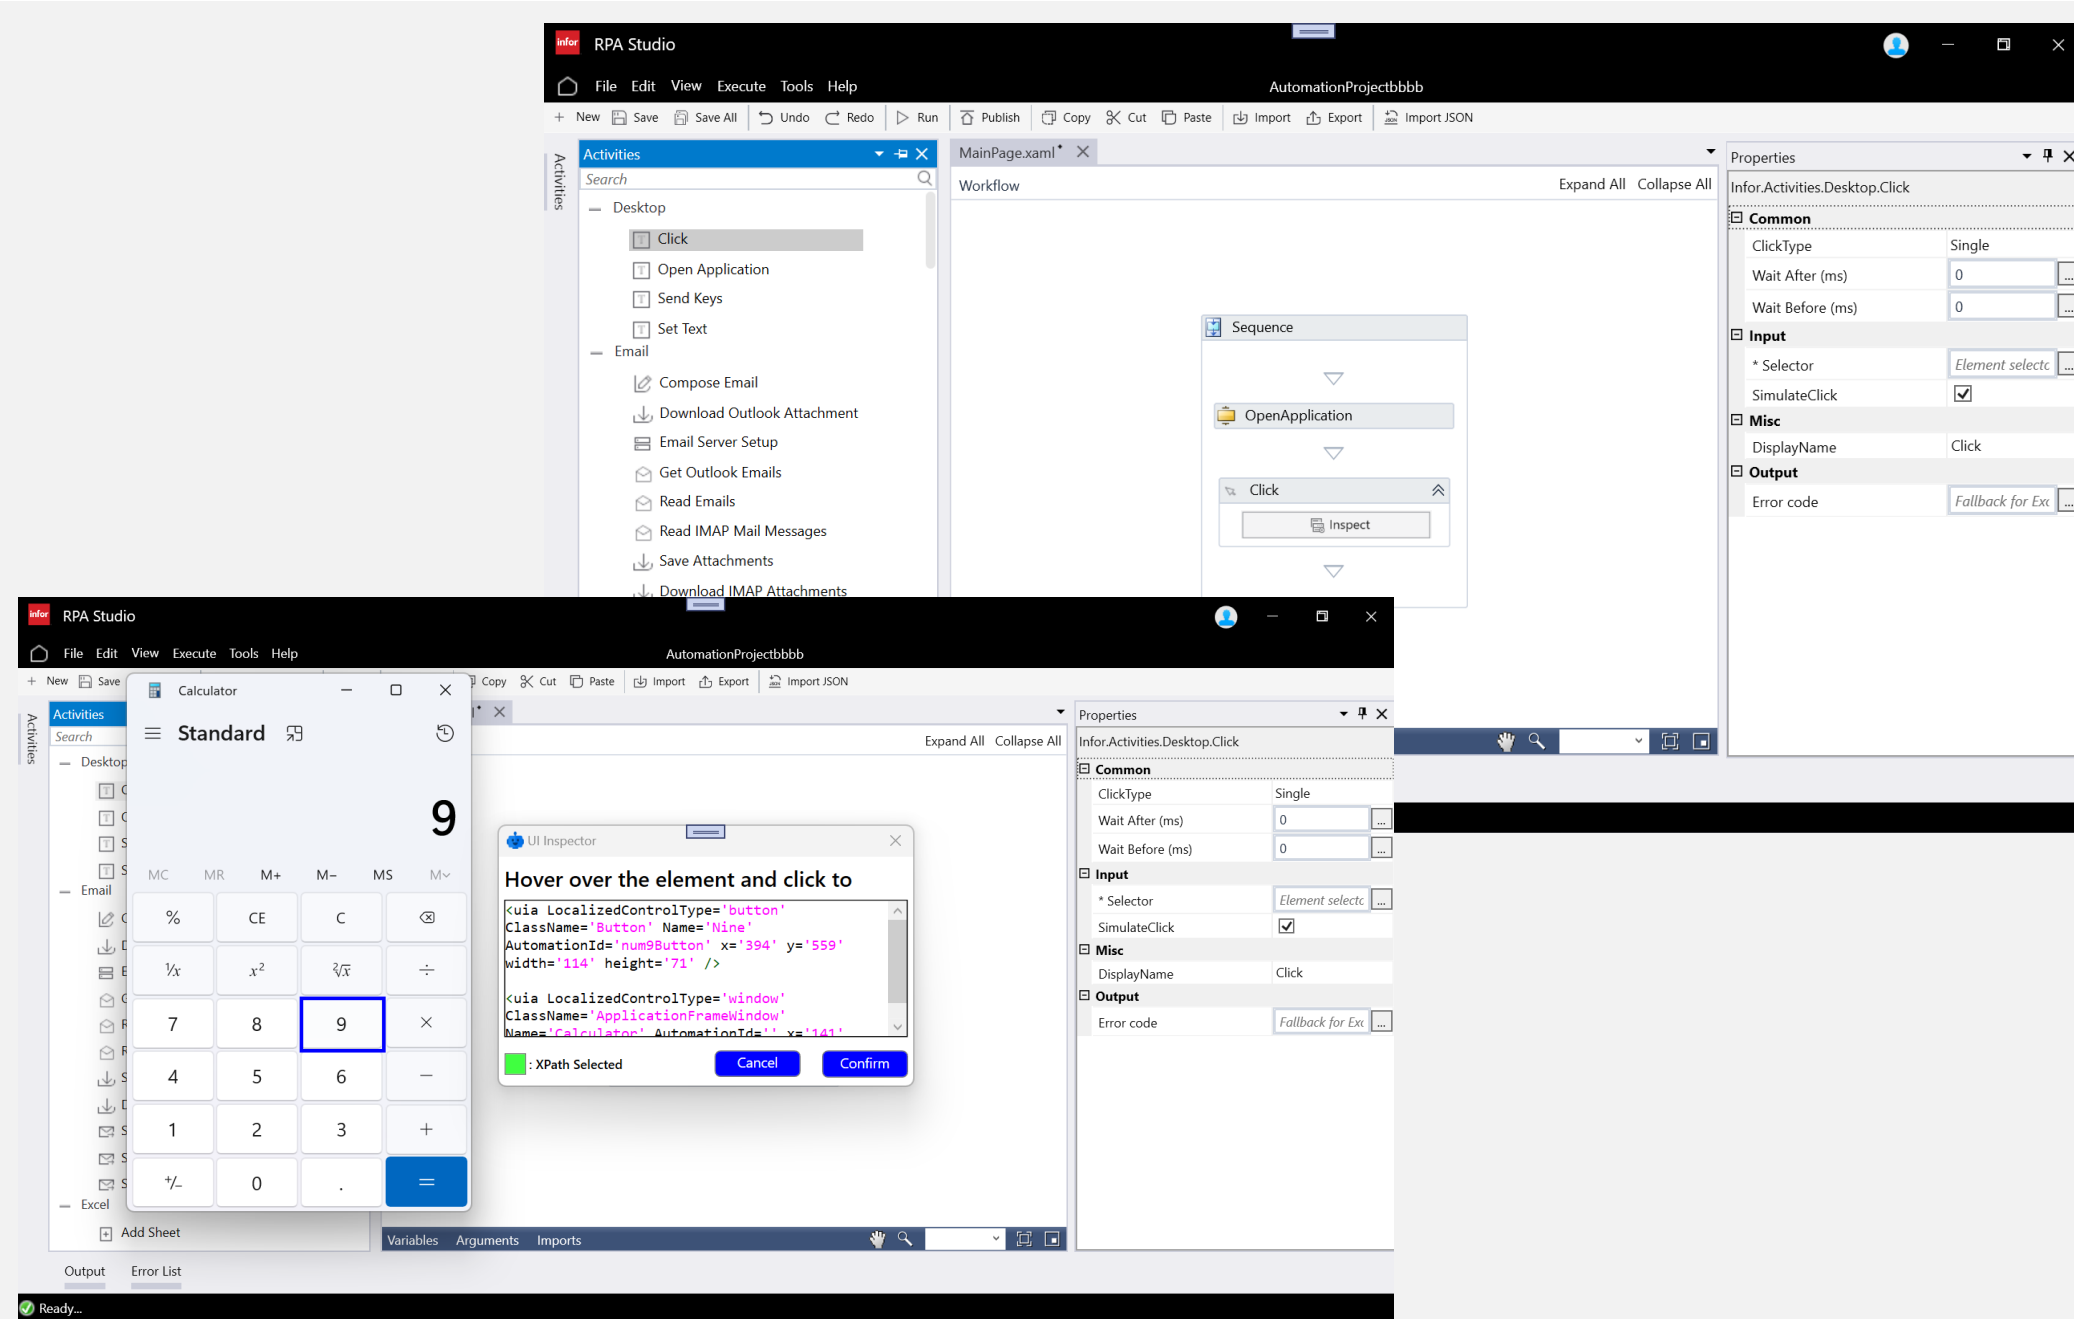 infor RPA Studio
File Edit View Execute Tools Help AutomationProjectbbbb
New Save Save All Undo Redo Run Publish Copy Cut Paste Import Export Import JSON
Activities
Activities
Search
Desktop
Click
Open Application
Send Keys
Set Text
Email
Compose Email
Download Outlook Attachment
Email Server Setup
Get Outlook Emails
Read Emails
Read IMAP Mail Messages
Save Attachments
Download IMAP Attachments
MainPage.xaml*
Workflow Expand All Collapse All
Sequence
OpenApplication
Click
Inspect
Properties
Infor.Activities.Desktop.Click
Common
ClickType Single
Wait After (ms) 0 ...
Wait Before (ms) 0 ...
Input
* Selector Element selectc ...
SimulateClick
Misc
DisplayName Click
Output
Error code Fallback for Exc ...
infor RPA Studio
File Edit View Execute Tools Help AutomationProjectbbbb
New Save Copy Cut Paste Import Export Import JSON
Activities
Activities
Search
Desktop
Email
Excel
Add Sheet
Calculator
Standard
9
MC MR M+ M− MS M
% CE C
⅟x x² ²√x ÷
7 8 9 ×
4 5 6 −
1 2 3 +
+/− 0 . =
Expand All Collapse All
UI Inspector
Hover over the element and click to
<uia LocalizedControlType='button'
ClassName='Button' Name='Nine'
AutomationId='num9Button' x='394' y='559'
width='114' height='71' />
<uia LocalizedControlType='window'
ClassName='ApplicationFrameWindow'
Name='Calculator' AutomationId='' x='141'
: XPath Selected Cancel Confirm
Properties
Infor.Activities.Desktop.Click
Common
ClickType Single
Wait After (ms) 0 ...
Wait Before (ms) 0 ...
Input
* Selector Element selectc ...
SimulateClick
Misc
DisplayName Click
Output
Error code Fallback for Exc ...
Variables Arguments Imports
Output Error List
Ready...